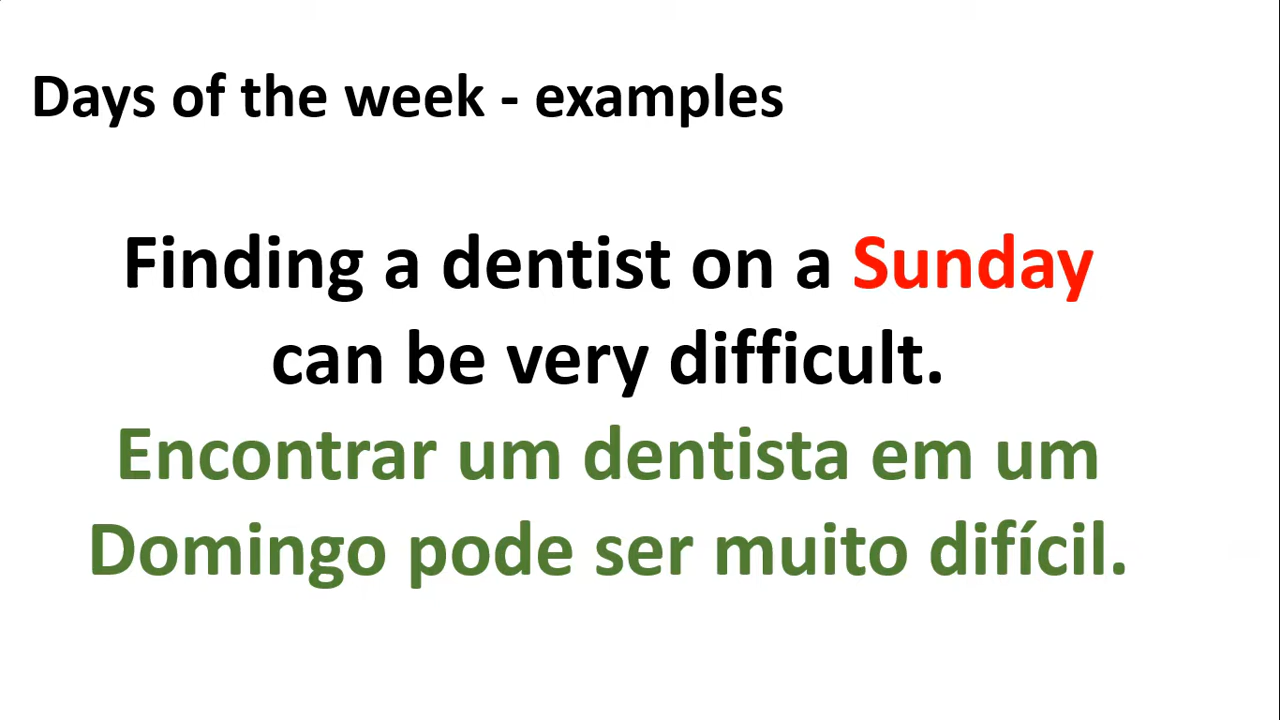 Days of the week - examples
Finding a dentist on a Sunday
can be very difficult.
Encontrar um dentista em um
Domingo pode ser muito difícil.